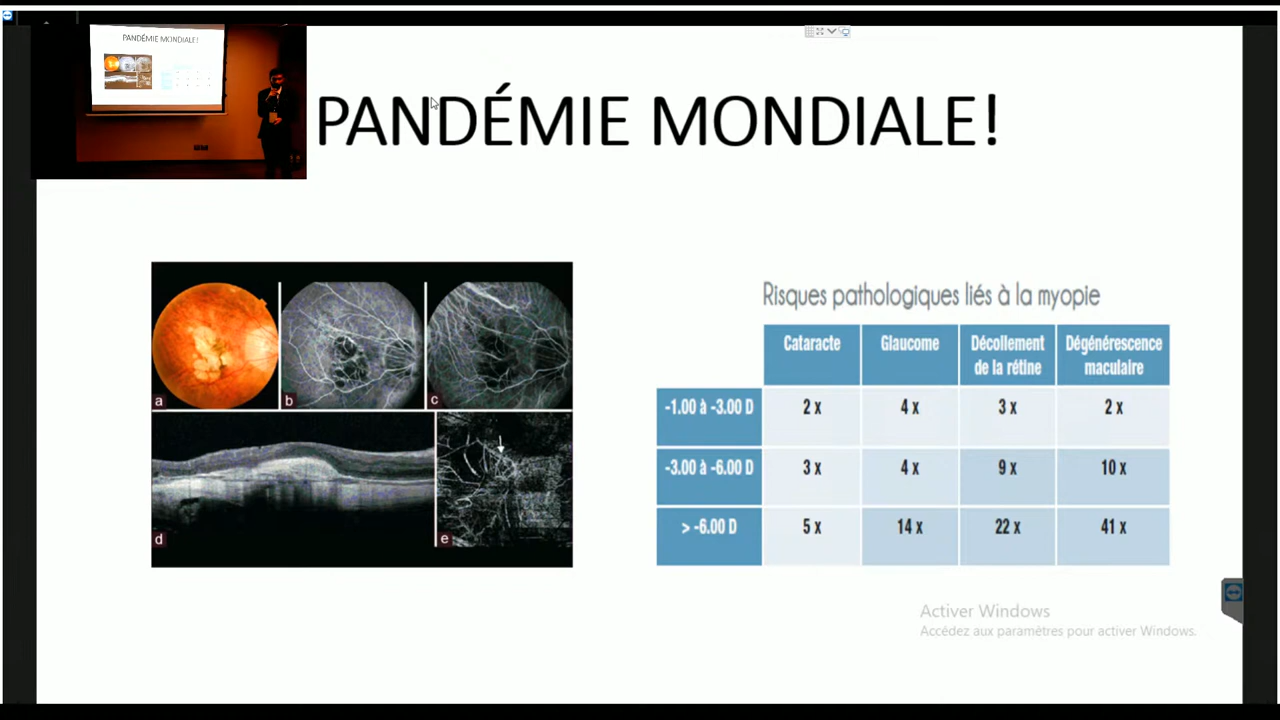 PANDÉMIE MONDIALE!
PANDÉMIE MONDIALE!
Risques pathologiques liés à la myopie
Cataracte Glaucome Décollement de la rétine Dégénérescence maculaire
-1.00 à -3.00 D 2 x 4 x 3 x 2 x
-3.00 à -6.00 D 3 x 4 x 9 x 10 x
> -6.00 D 5 x 14 x 22 x 41 x
a b c
d e
Activer Windows
Accédez aux paramètres pour activer Windows.